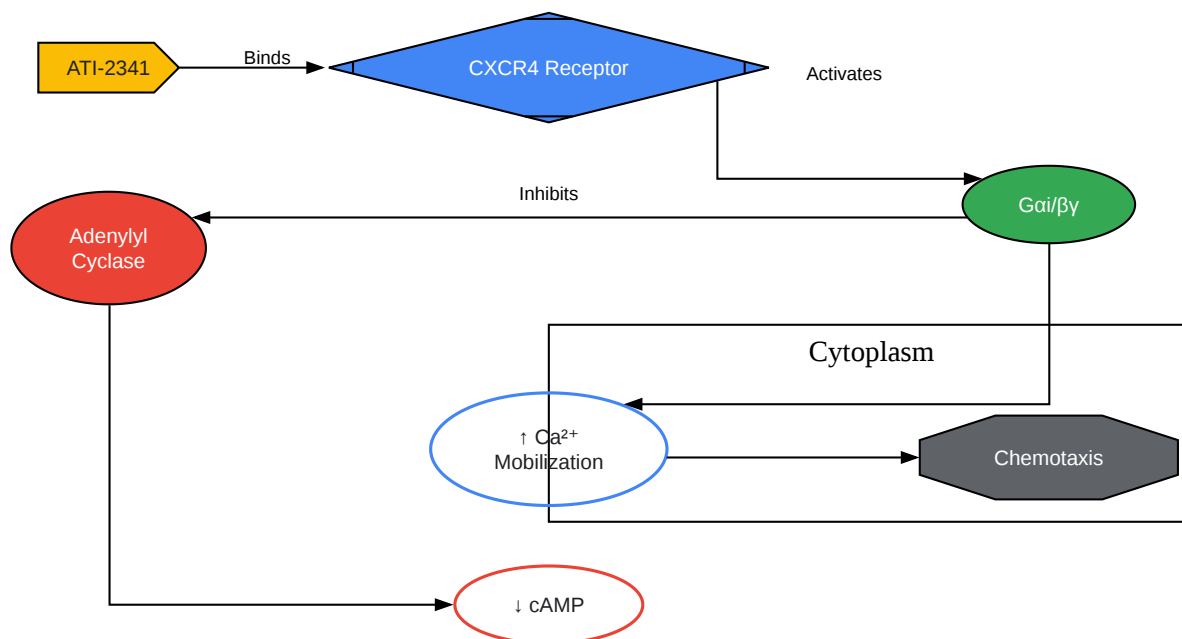 ATI-2341
Binds
CXCR4 Receptor
Activates
Inhibits
Gαi/βγ
Adenylyl
Cyclase
Cytoplasm
↑ Ca²⁺
Mobilization
Chemotaxis
↓ cAMP